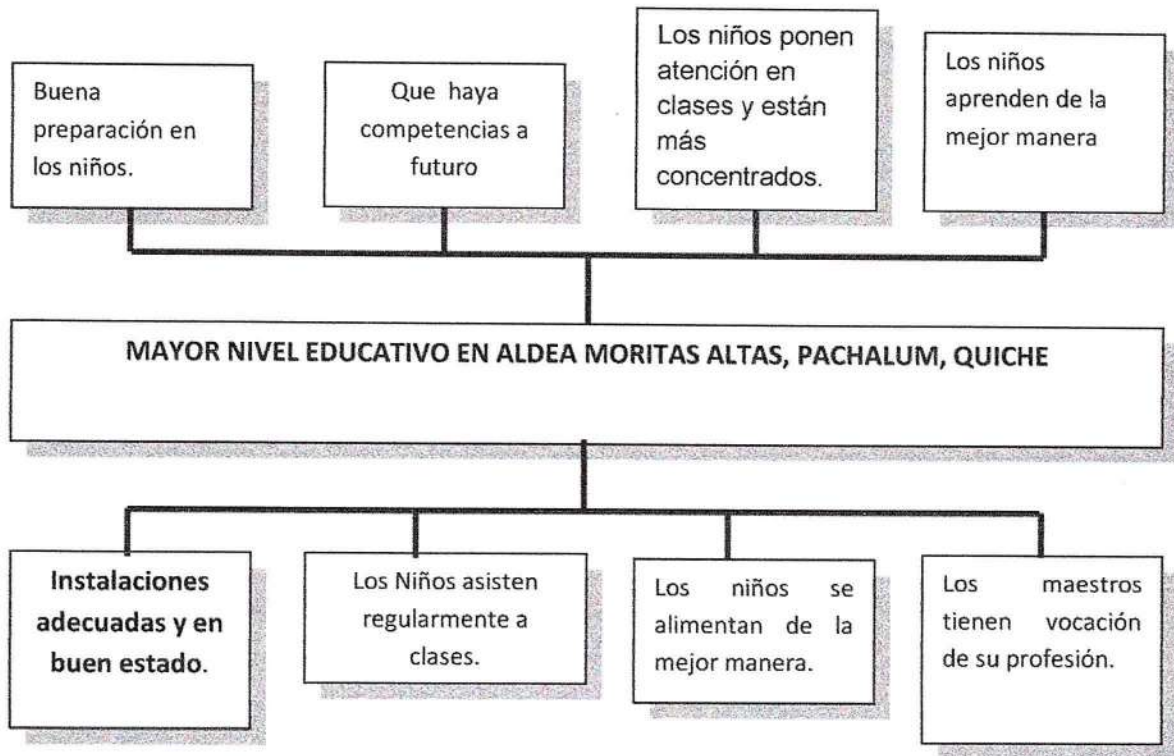 Buena
preparación en
los niños.
Que haya
competencias a
futuro
Los niños ponen
atención en
clases y están
más
concentrados.
Los niños
aprenden de la
mejor manera
MAYOR NIVEL EDUCATIVO EN ALDEA MORITAS ALTAS, PACHALUM, QUICHE
Instalaciones
adecuadas y en
buen estado.
Los Niños asisten
regularmente a
clases.
Los niños se
alimentan de la
mejor manera.
Los maestros
tienen vocación
de su profesión.